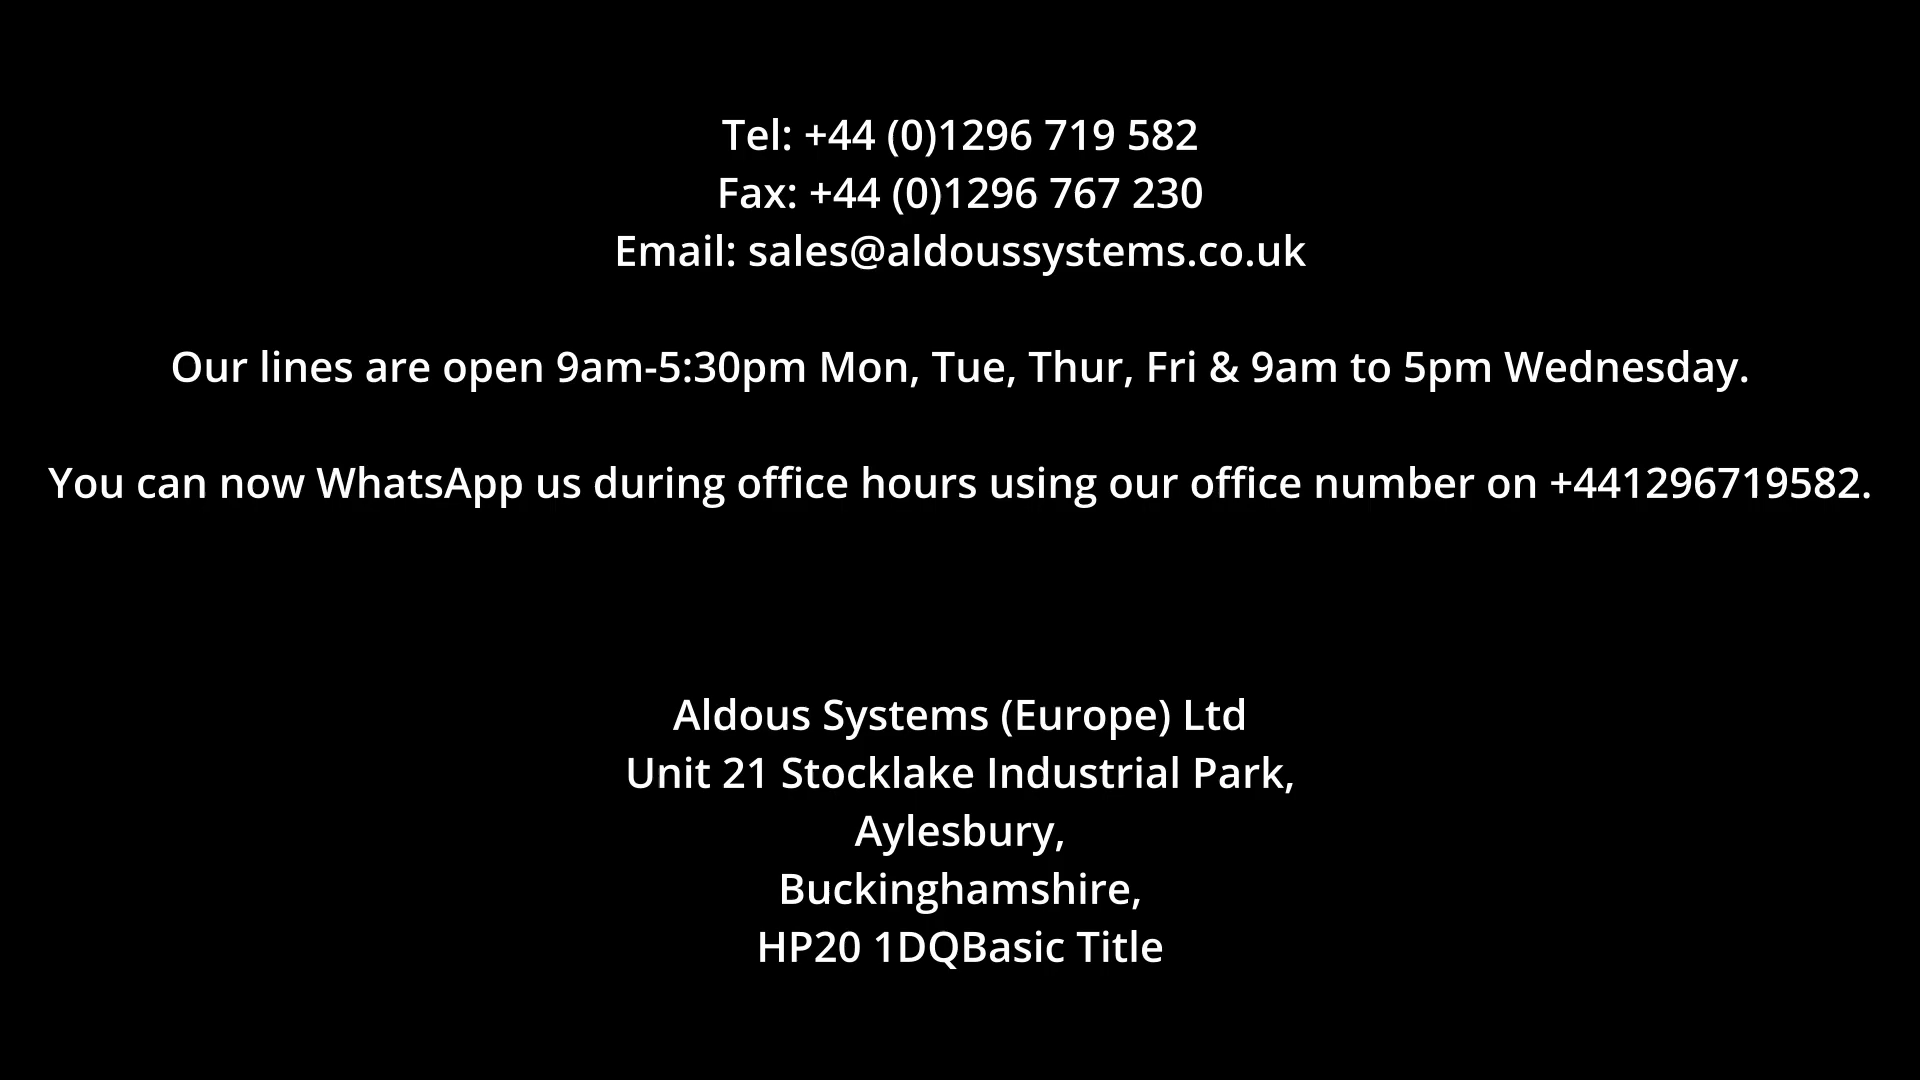 Tel: +44 (0)1296 719 582
Fax: +44 (0)1296 767 230
Email: sales@aldoussystems.co.uk
Our lines are open 9am-5:30pm Mon, Tue, Thur, Fri & 9am to 5pm Wednesday.
You can now WhatsApp us during office hours using our office number on +441296719582.
Aldous Systems (Europe) Ltd
Unit 21 Stocklake Industrial Park,
Aylesbury,
Buckinghamshire,
HP20 1DQBasic Title